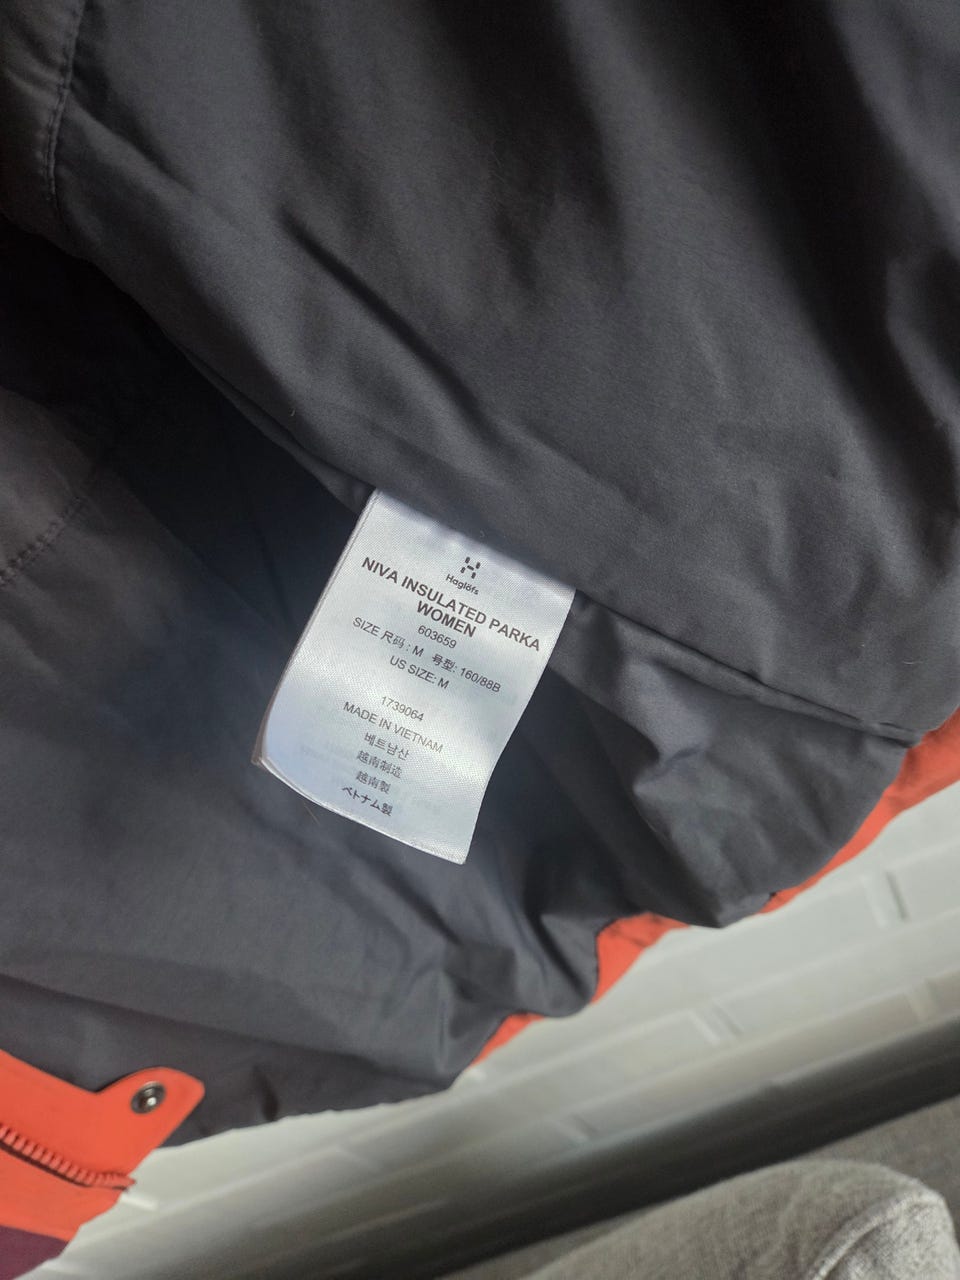 Haglöfs
NIVA INSULATED PARKA
WOMEN
603659
SIZE 尺码 : M 号型: 160/88B
US SIZE: M
1739064
MADE IN VIETNAM
베트남산
越南制造
越南製
ベトナム製